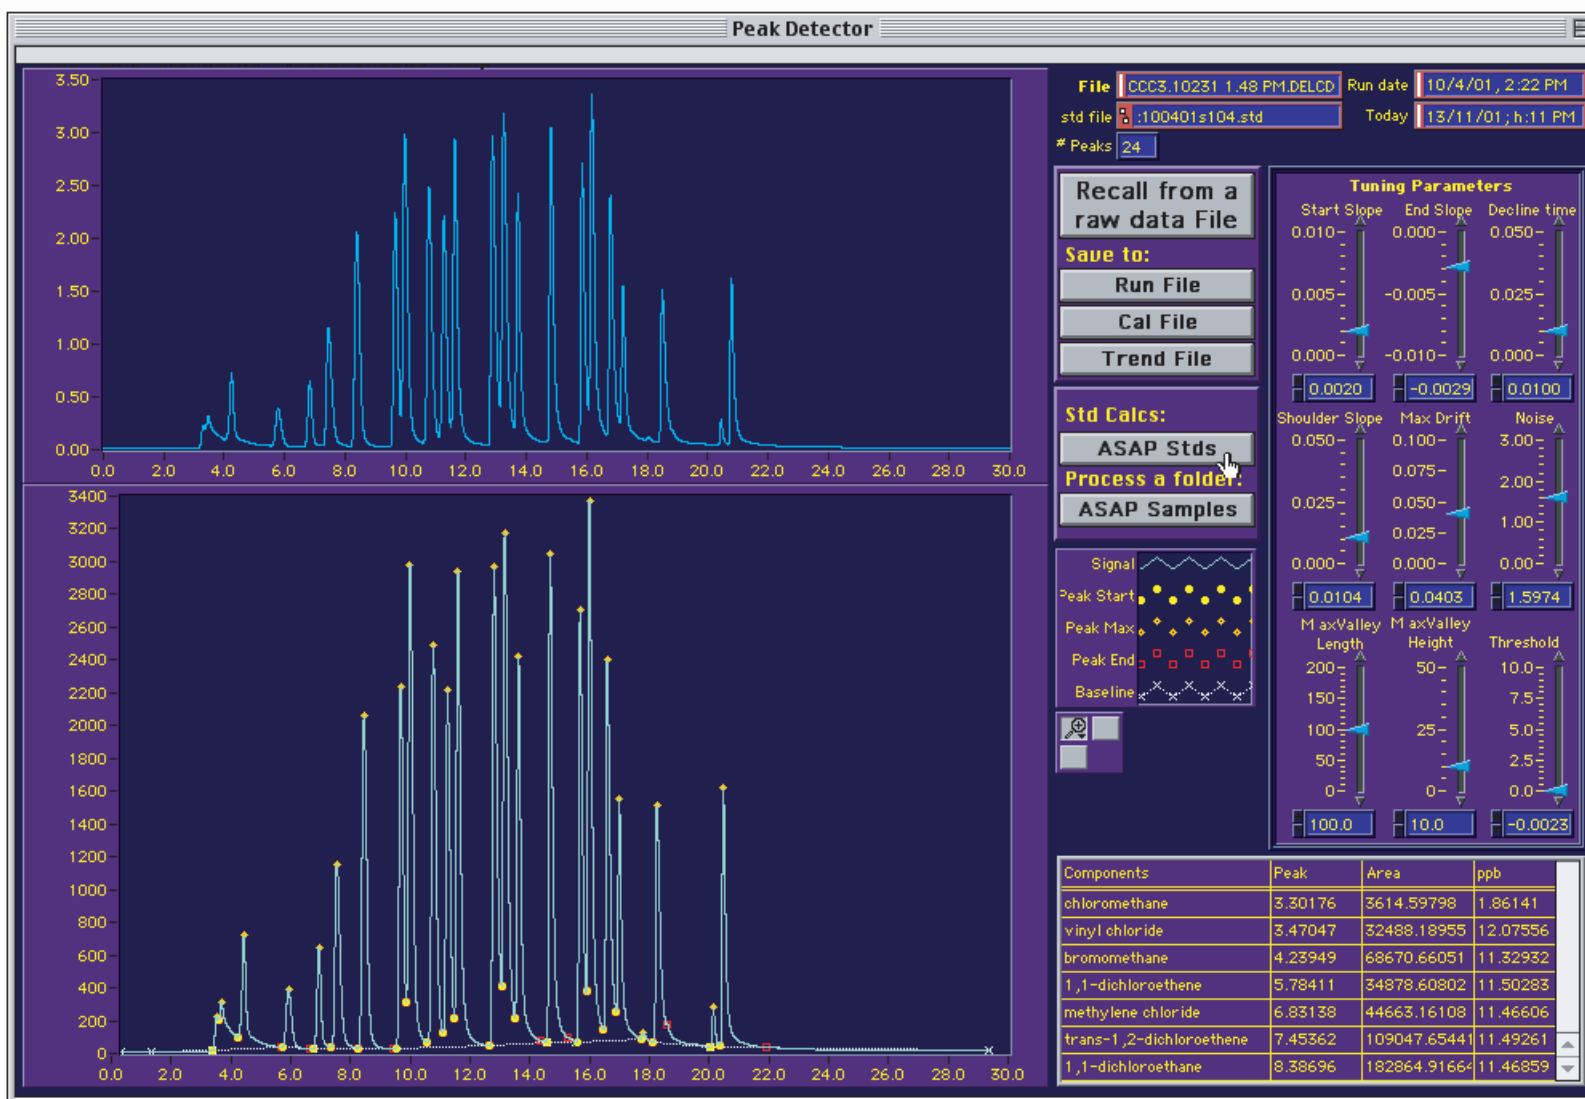 Peak Detector
3.50
3.00
2.50
2.00
1.50
1.00
0.50
0.00
0.0 2.0 4.0 6.0 8.0 10.0 12.0 14.0 16.0 18.0 20.0 22.0 24.0 26.0 28.0 30.0
3400
3200
3000
2800
2600
2400
2200
2000
1800
1600
1400
1200
1000
800
600
400
200
0
0.0 2.0 4.0 6.0 8.0 10.0 12.0 14.0 16.0 18.0 20.0 22.0 24.0 26.0 28.0 30.0
File CCC3.10231 1.48 PM.DELCD Run date 10/4/01, 2:22 PM
std file :100401s104.std Today 13/11/01; h:11 PM
# Peaks 24
Recall from a
raw data File
Save to:
Run File
Cal File
Trend File
Std Calcs:
ASAP Stds
Process a folder:
ASAP Samples
Signal
Peak Start
Peak Max
Peak End
Baseline
Tuning Parameters
Start Slope End Slope Decline time
0.010 0.000 0.050
0.005 -0.005 0.025
0.000 -0.010 0.000
0.0020 -0.0029 0.0100
Shoulder Slope Max Drift Noise
0.050 0.100 3.00
0.075 2.00
0.025 0.050 1.00
0.025
0.000 0.000 0.00
0.0104 0.0403 1.5974
MaxValley MaxValley
Length Height Threshold
200 50 10.0
150 7.5
100 25 5.0
50 2.5
0 0 0.0
100.0 10.0 -0.0023
Components Peak Area ppb
chloromethane 3.30176 3614.59798 1.86141
vinyl chloride 3.47047 32488.18955 12.07556
bromomethane 4.23949 68670.66051 11.32932
1,1-dichloroethene 5.78411 34878.60802 11.50283
methylene chloride 6.83138 44663.16108 11.46606
trans-1,2-dichloroethene 7.45362 109047.65441 11.49261
1,1-dichloroethane 8.38696 182864.9166 11.46859